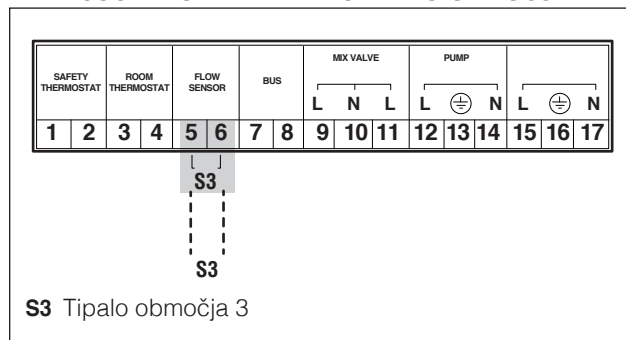 MIX VALVE PUMP
SAFETY THERMOSTAT ROOM THERMOSTAT FLOW SENSOR BUS
L N L L N L N
1 2 3 4 5 6 7 8 9 10 11 12 13 14 15 16 17
S3
S3
S3 Tipalo območja 3